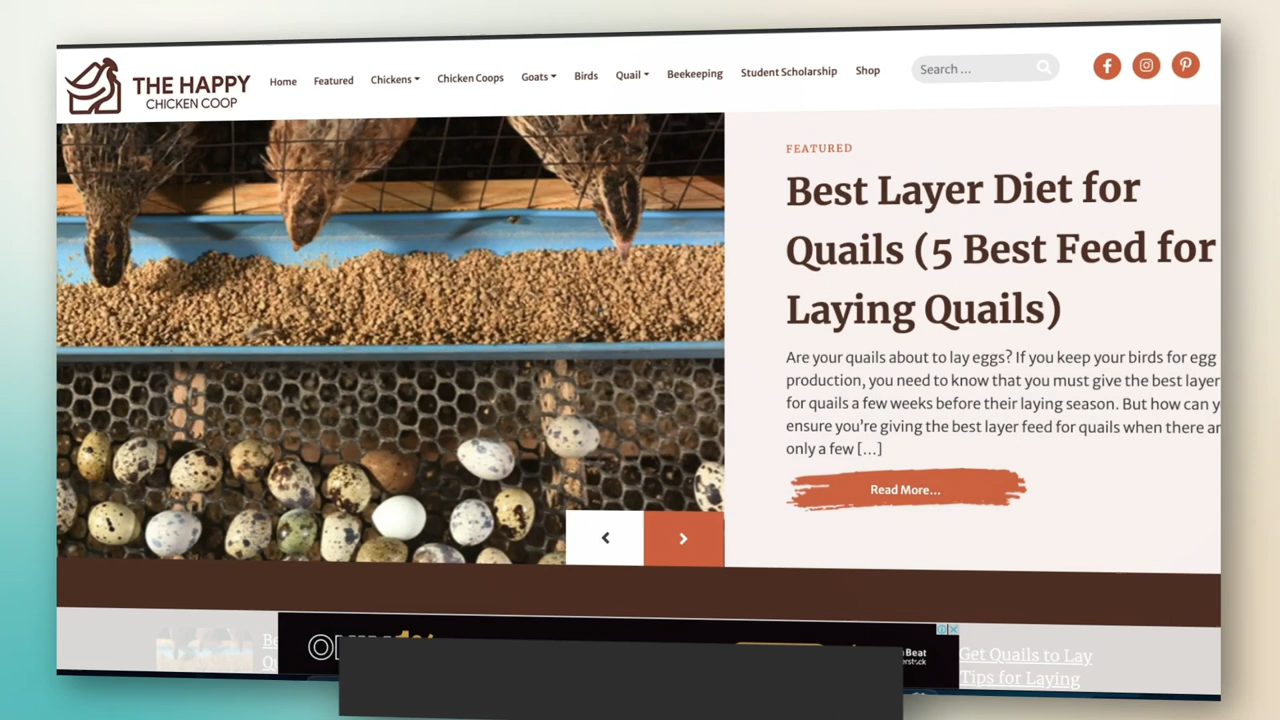 THE HAPPY
CHICKEN COOP
Home Featured Chickens Chicken Coops Goats Birds Quail Beekeeping Student Scholarship Shop
Search ...
FEATURED
Best Layer Diet for
Quails (5 Best Feed for
Laying Quails)
Are your quails about to lay eggs? If you keep your birds for egg
production, you need to know that you must give the best layer
for quails a few weeks before their laying season. But how can y
ensure you're giving the best layer feed for quails when there ar
only a few [...]
Read More...
Beat
Get Quails to Lay
Tips for Laying